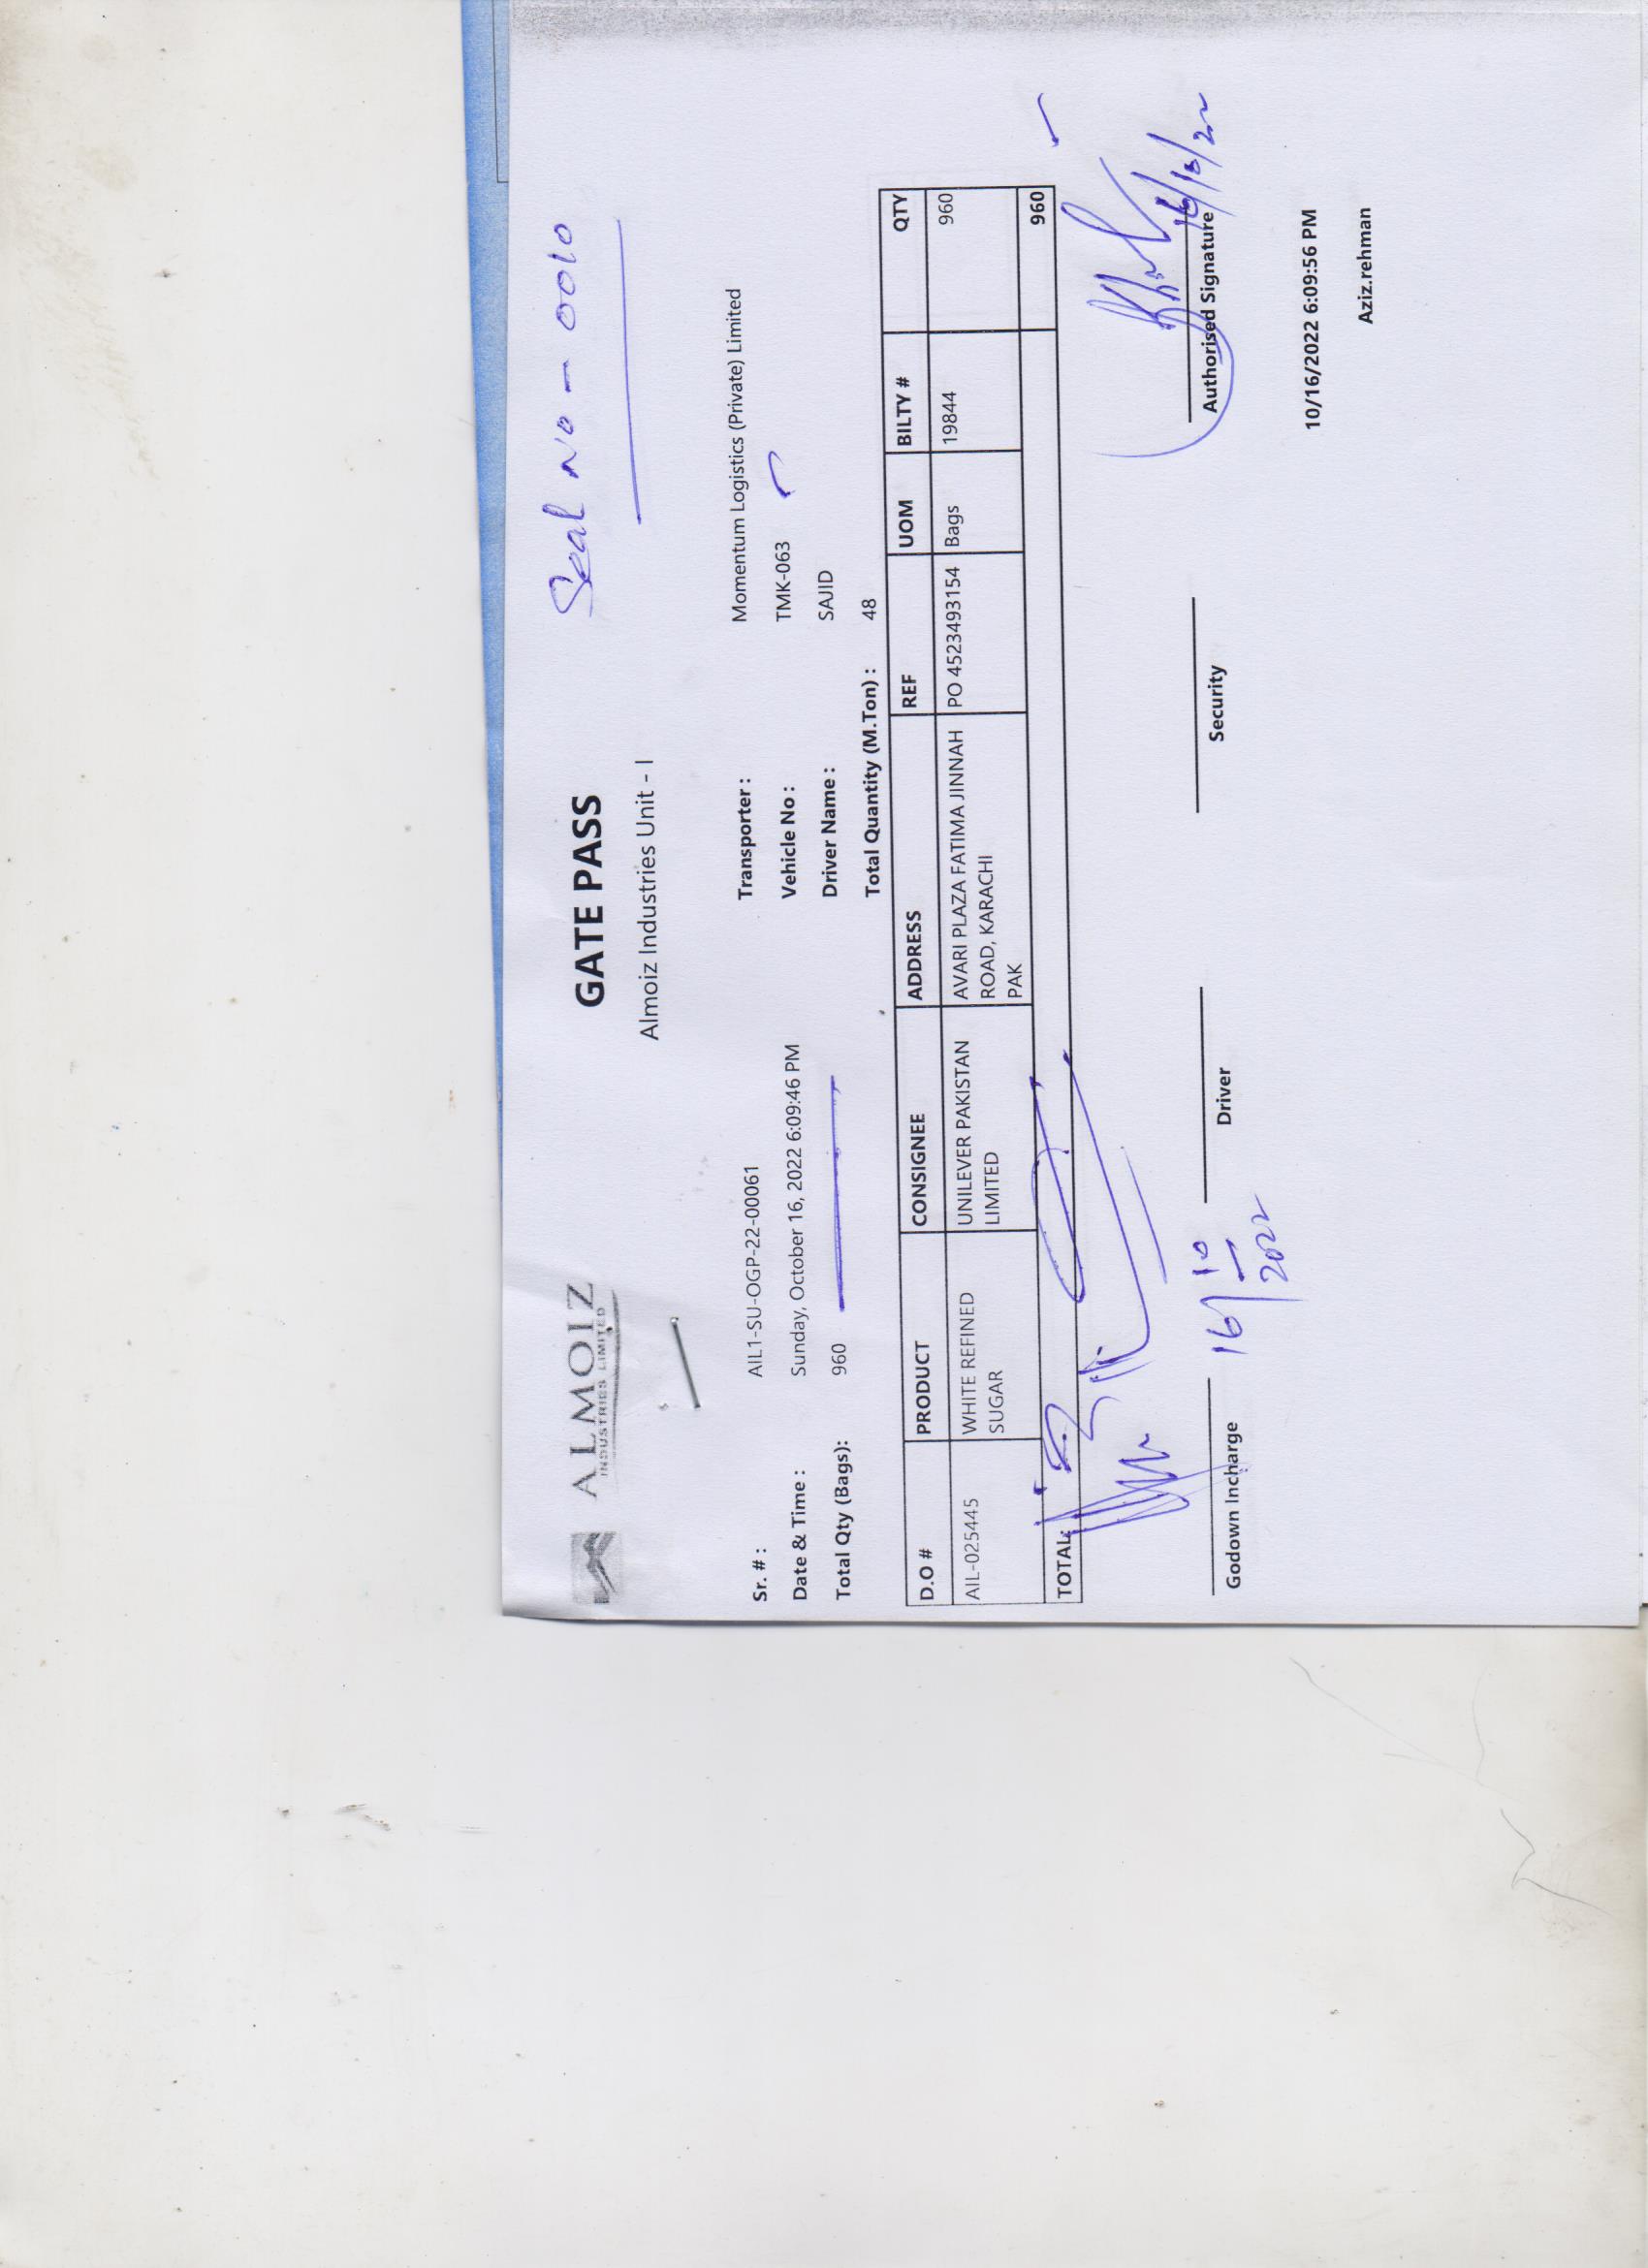 Seal No - 0010
ALMOIZ
INDUSTRIES LIMITED
GATE PASS
Almoiz Industries Unit - I
Sr. # : AIL1-SU-OGP-22-00061 Transporter : Momentum Logistics (Private) Limited
Date & Time : Sunday, October 16, 2022 6:09:46 PM Vehicle No : TMK-063
Total Qty (Bags): 960 Driver Name : SAJID
Total Quantity (M.Ton) : 48
D.O # PRODUCT CONSIGNEE ADDRESS REF UOM BILTY # QTY
AIL-025445 WHITE REFINED UNILEVER PAKISTAN AVARI PLAZA FATIMA JINNAH PO 4523493154 Bags 19844 960
SUGAR LIMITED ROAD, KARACHI
PAK
TOTAL: 960
16/10/22
16/10
2022
Godown Incharge Driver Security Authorised Signature
10/16/2022 6:09:56 PM
Aziz.rehman